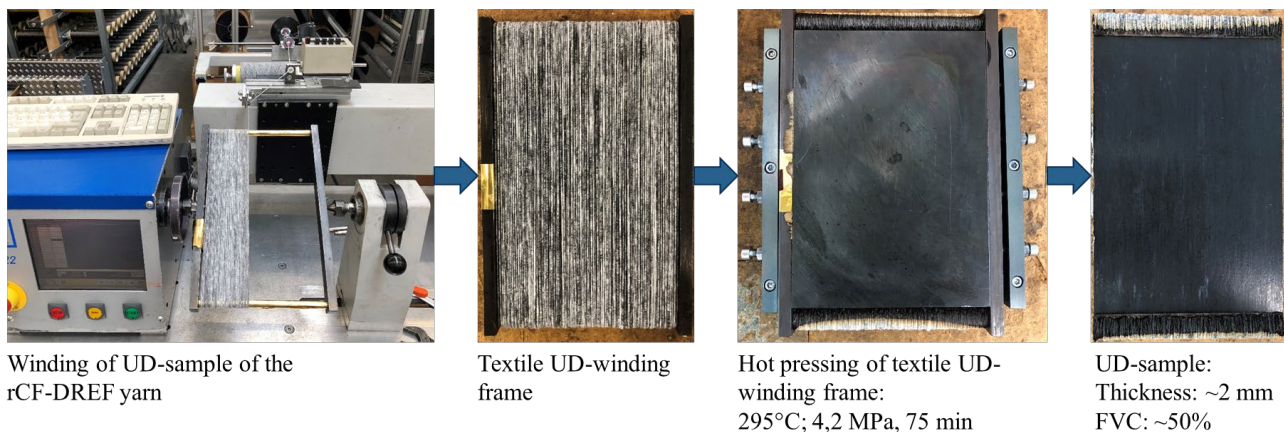 22
Winding of UD-sample of the
rCF-DREF yarn
Textile UD-winding
frame
Hot pressing of textile UD-
winding frame:
295°C; 4,2 MPa, 75 min
UD-sample:
Thickness: ~2 mm
FVC: ~50%